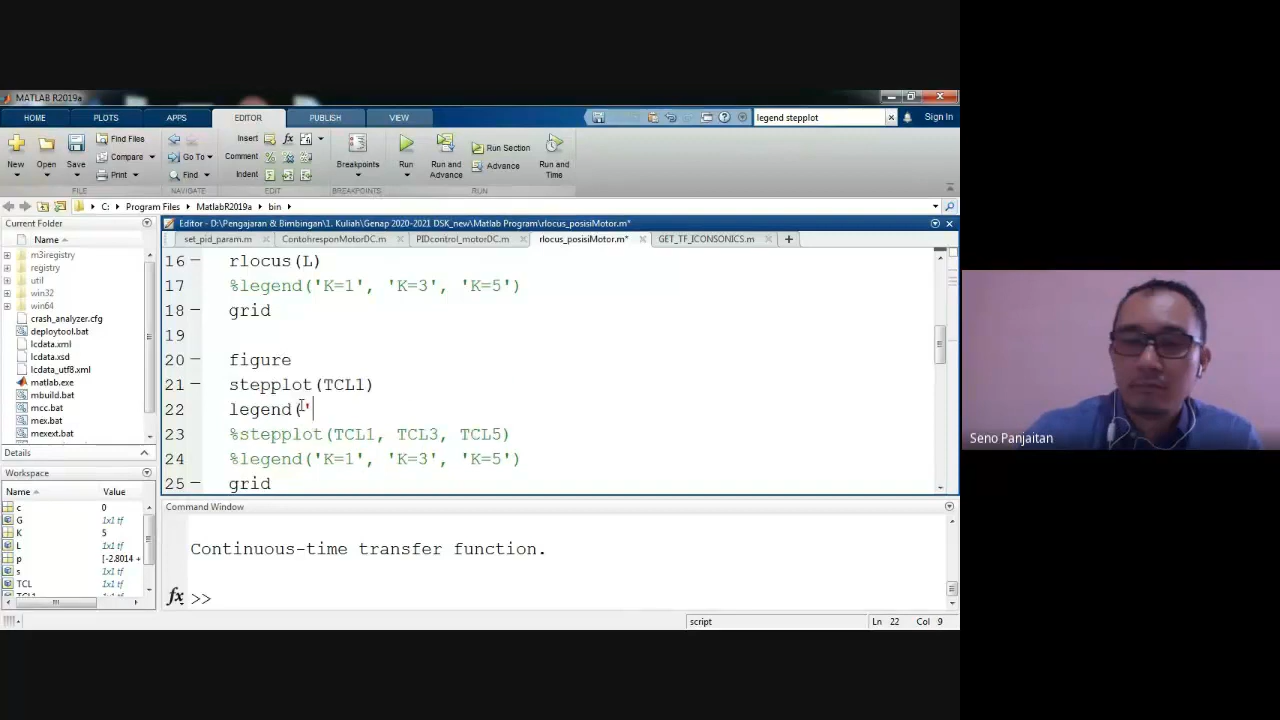 MATLAB R2019a
HOME PLOTS APPS EDITOR PUBLISH VIEW legend stepplot Sign In
New Open Save Find Files Compare Print Go To Find Insert Comment Indent Breakpoints Run Run and Advance Run Section Advance Run and Time
FILE NAVIGATE EDIT BREAKPOINTS RUN
C: Program Files MatlabR2019a bin
Current Folder
Name
m3iregistry
registry
util
win32
win64
crash_analyzer.cfg
deploytool.bat
lcdata.xml
lcdata.xsd
lcdata_utf8.xml
matlab.exe
mbuild.bat
mcc.bat
mex.bat
mexext.bat
Details
Workspace
Name Value
c 0
G 1x1 tf
K 5
L 1x1 tf
p [-2.8014 +
s 1x1 tf
TCL 1x1 tf
TCL1 1x1 tf
Editor - D:\Pengajaran & Bimbingan\1. Kuliah\Genap 2020-2021 DSK_new\Matlab Program\rlocus_posisiMotor.m*
set_pid_param.m ContohresponMotorDC.m PIDcontrol_motorDC.m rlocus_posisiMotor.m* GET_TF_ICONSONICS.m
16 rlocus(L)
17 %legend('K=1', 'K=3', 'K=5')
18 grid
19
20 figure
21 stepplot(TCL1)
22 legend('
23 %stepplot(TCL1, TCL3, TCL5)
24 %legend('K=1', 'K=3', 'K=5')
25 grid
Command Window
Continuous-time transfer function.
fx >>
script Ln 22 Col 9
Seno Panjaitan